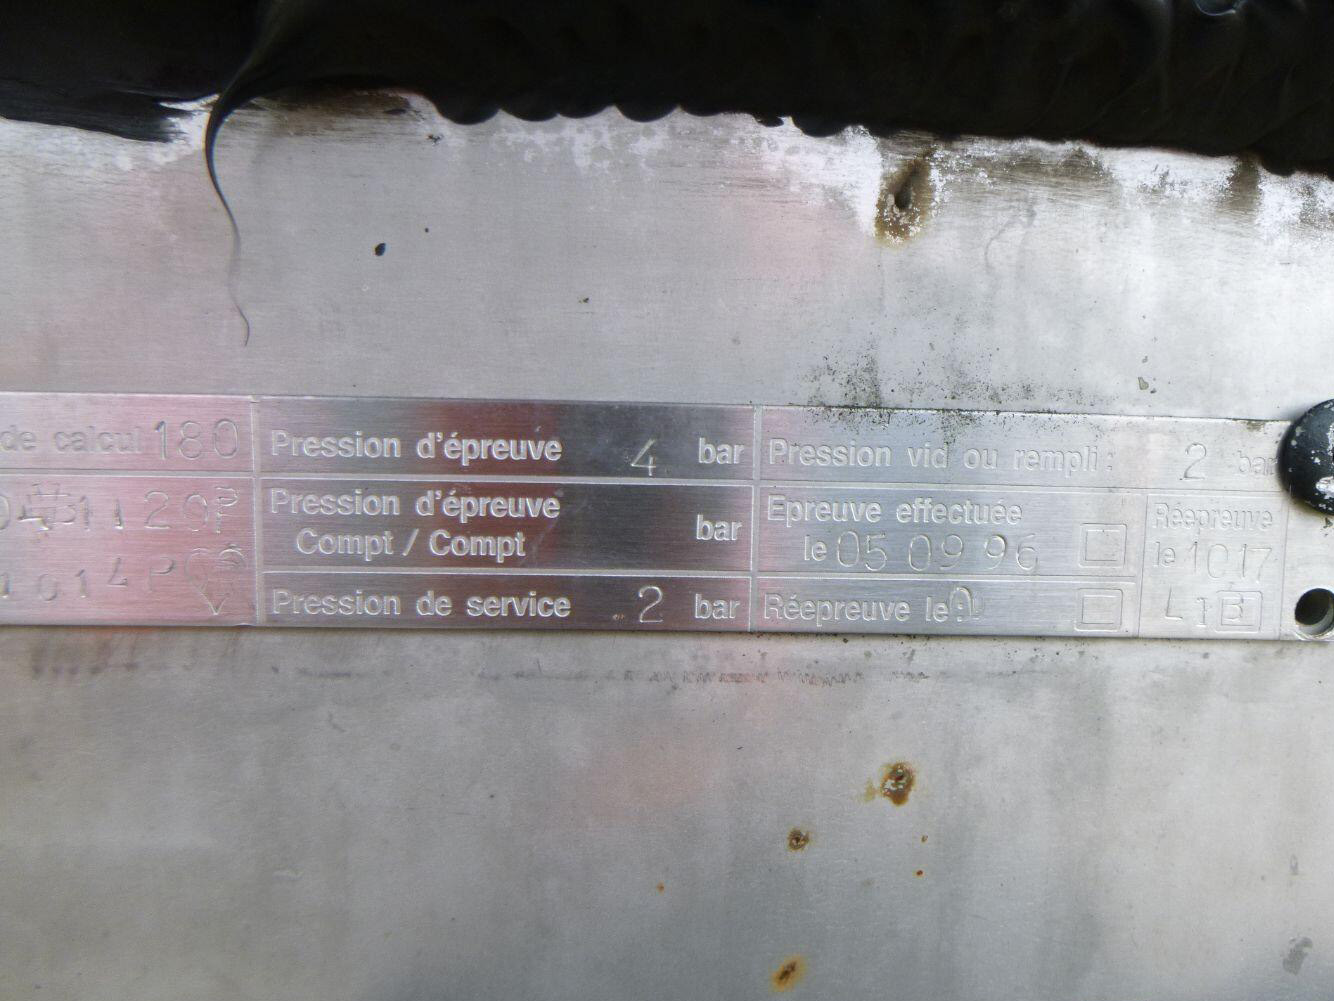 de calcul 180
Pression d'épreuve 4 bar
Pression d'épreuve
Compt / Compt bar
Pression de service 2 bar
Pression vid ou rempli : 2 bar
Epreuve effectuée
le 05 09 96
Réepreuve le
Réepreuve
le 1017
L1B